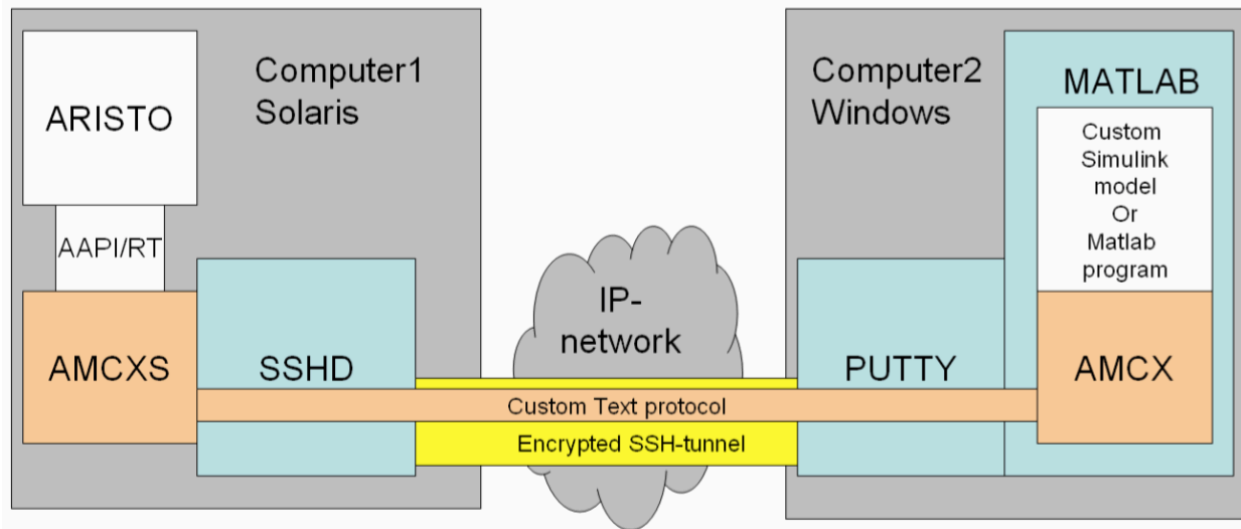 Computer1
Solaris
ARISTO
AAPI/RT
AMCXS
SSHD
IP-
network
Custom Text protocol
Encrypted SSH-tunnel
Computer2
Windows
MATLAB
Custom
Simulink
model
Or
Matlab
program
PUTTY
AMCX